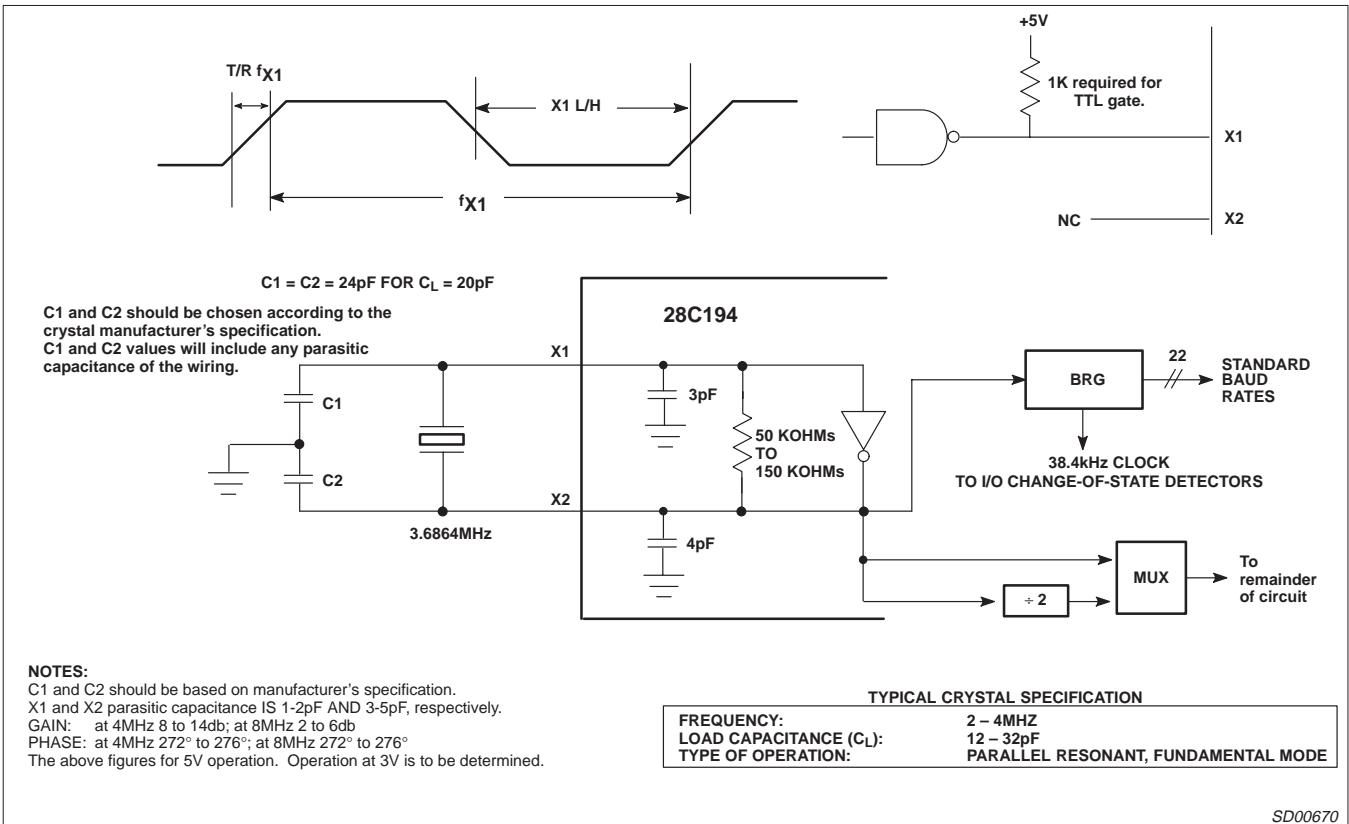 T/R fX1
X1 L/H
fX1
+5V
1K required for
TTL gate.
X1
NC
X2
C1 = C2 = 24pF FOR CL = 20pF
C1 and C2 should be chosen according to the
crystal manufacturer’s specification.
C1 and C2 values will include any parasitic
capacitance of the wiring.
28C194
X1
C1
C2
X2
3.6864MHz
3pF
50 KOHMs
TO
150 KOHMs
4pF
BRG
22
STANDARD
BAUD
RATES
38.4kHz CLOCK
TO I/O CHANGE-OF-STATE DETECTORS
÷ 2
MUX
To
remainder
of circuit
NOTES:
C1 and C2 should be based on manufacturer’s specification.
X1 and X2 parasitic capacitance IS 1-2pF AND 3-5pF, respectively.
GAIN: at 4MHz 8 to 14db; at 8MHz 2 to 6db
PHASE: at 4MHz 272° to 276°; at 8MHz 272° to 276°
The above figures for 5V operation. Operation at 3V is to be determined.
TYPICAL CRYSTAL SPECIFICATION
FREQUENCY: 2 – 4MHZ
LOAD CAPACITANCE (CL): 12 – 32pF
TYPE OF OPERATION: PARALLEL RESONANT, FUNDAMENTAL MODE
SD00670